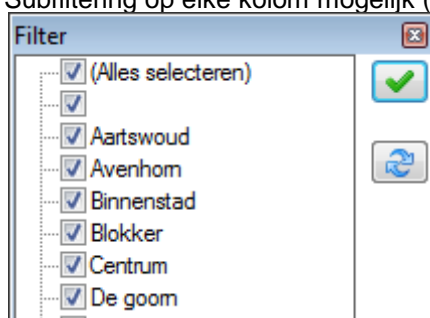 Subfiltering op elke kolom mogelijk (
Filter
(Alles selecteren)
Aartswoud
Avenhorn
Binnenstad
Blokker
Centrum
De goorn